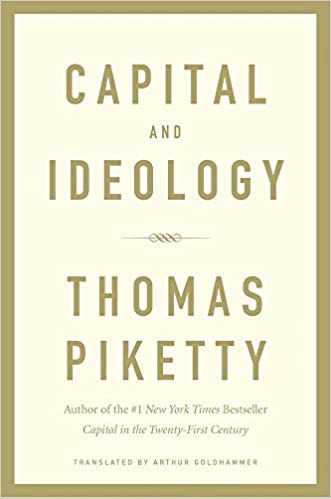 CAPITAL
AND
IDEOLOGY
THOMAS
PIKETTY
Author of the #1 New York Times Bestseller
Capital in the Twenty-First Century
TRANSLATED BY ARTHUR GOLDHAMMER